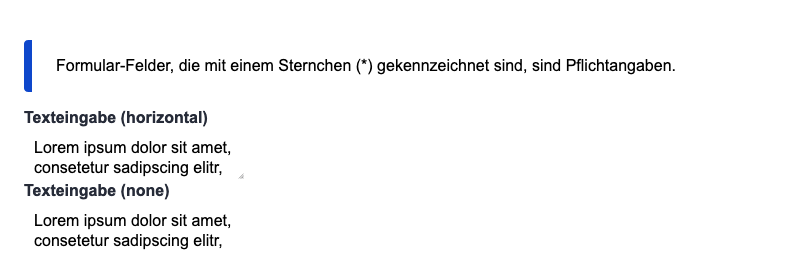 Formular-Felder, die mit einem Sternchen (*) gekennzeichnet sind, sind Pflichtangaben.
Texteingabe (horizontal)
Lorem ipsum dolor sit amet,
consetetur sadipscing elitr,
Texteingabe (none)
Lorem ipsum dolor sit amet,
consetetur sadipscing elitr,